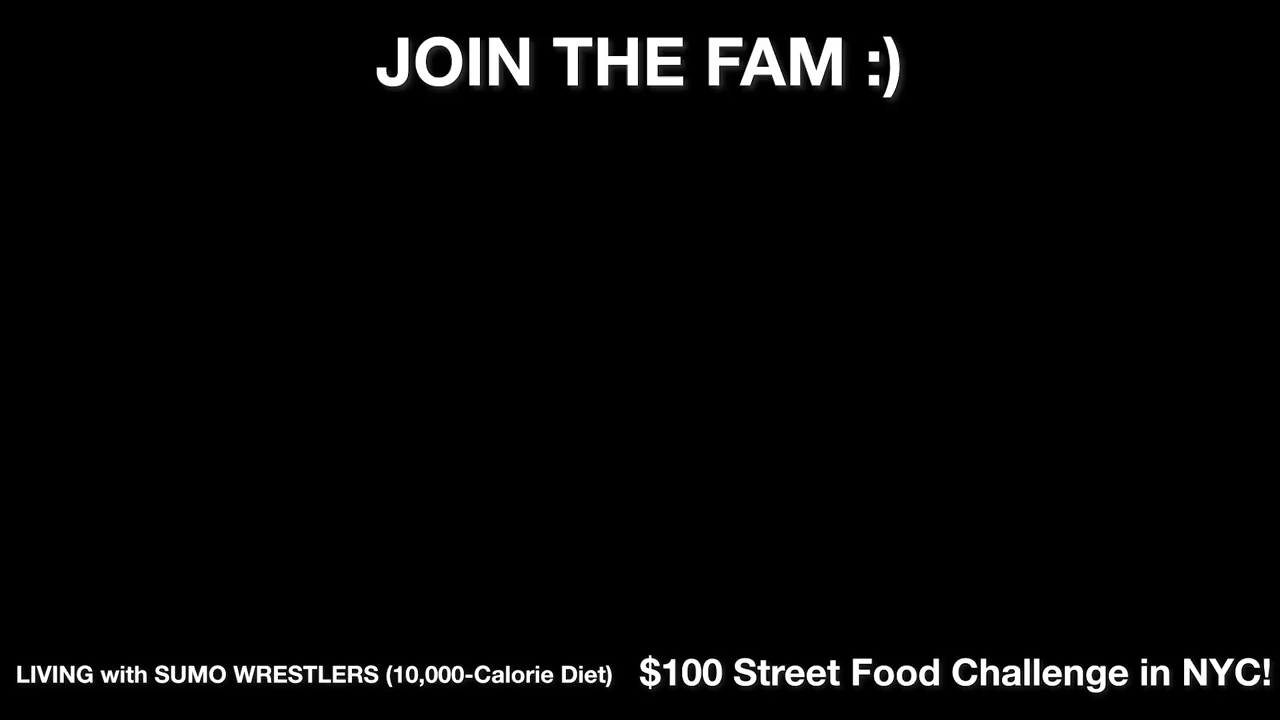 JOIN THE FAM :)
LIVING with SUMO WRESTLERS (10,000-Calorie Diet)
$100 Street Food Challenge in NYC!